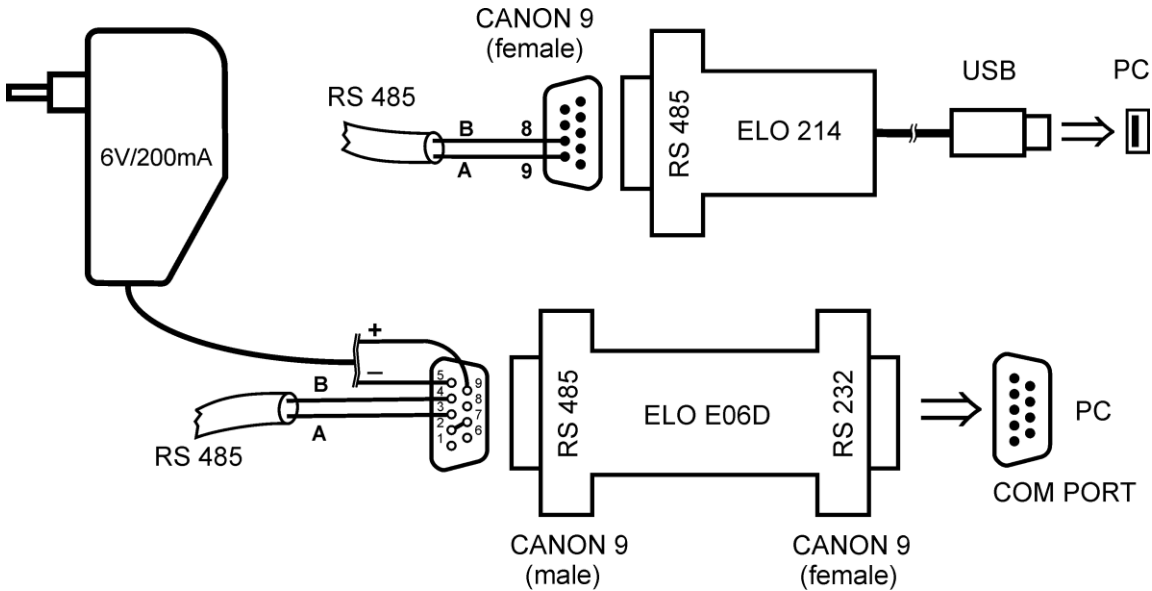 CANON 9
(female)
RS 485
B
8
A
9
RS 485
ELO 214
USB
PC
6V/200mA
+
–
B
A
RS 485
5
4
3
2
1
9
8
7
6
RS 485
ELO E06D
RS 232
PC
COM PORT
CANON 9
(male)
CANON 9
(female)